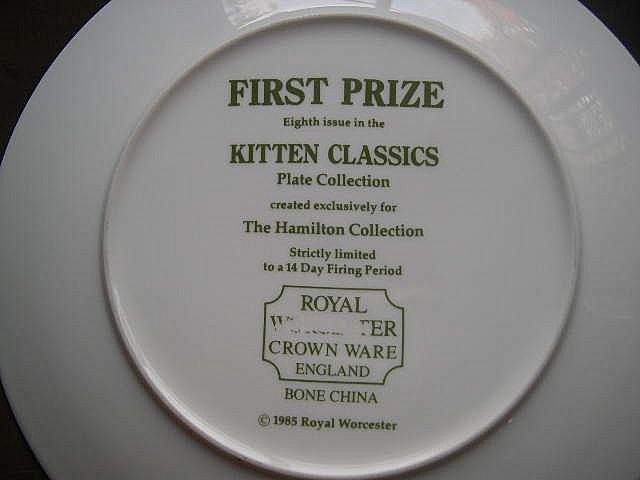 FIRST PRIZE
Eighth issue in the
KITTEN CLASSICS
Plate Collection
created exclusively for
The Hamilton Collection
Strictly limited
to a 14 Day Firing Period
ROYAL
CROWN WARE
ENGLAND
BONE CHINA
© 1985 Royal Worcester